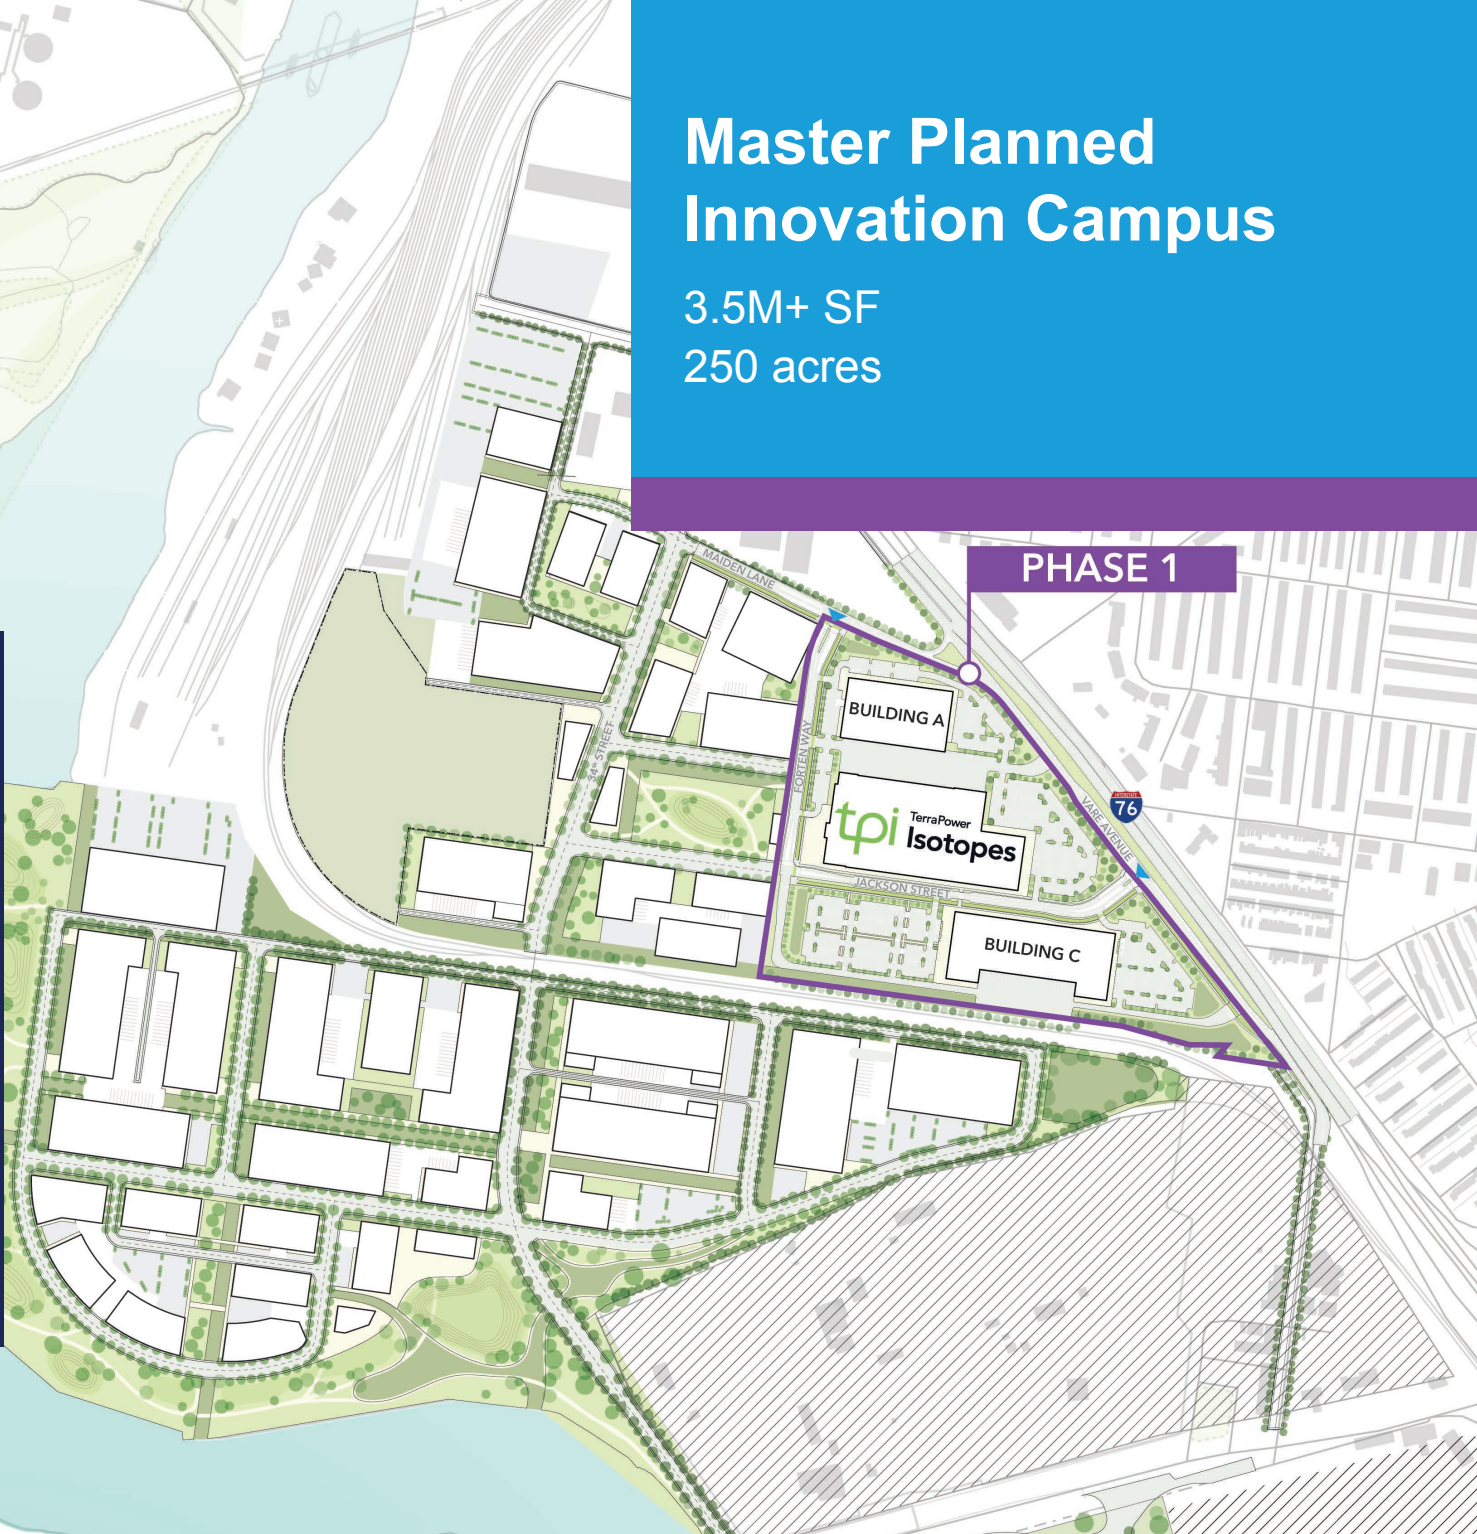 Master Planned
Innovation Campus
3.5M+ SF
250 acres
PHASE 1
MAIDEN LANE
BUILDING A
34th STREET
FORTEN WAY
INTERSTATE
76
VARE AVENUE
tpi TerraPower
Isotopes
JACKSON STREET
BUILDING C